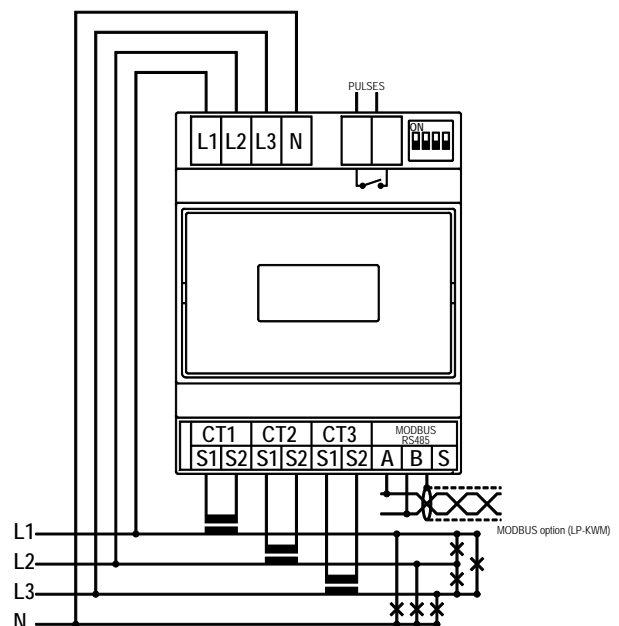 PULSES
L1 L2 L3 N
ON
CT1 CT2 CT3 MODBUS
RS485
S1 S2 S1 S2 S1 S2 A B S
L1
MODBUS option (LP-KWM)
L2
L3
N